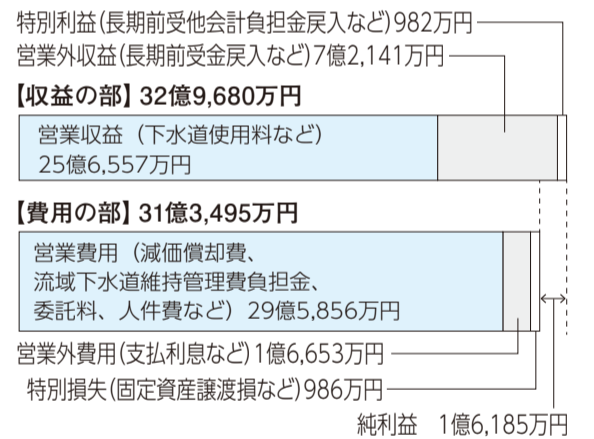 特別利益(長期前受他会計負担金戻入など)982万円
営業外収益(長期前受金戻入など)7億2,141万円
【収益の部】32億9,680万円
営業収益(下水道使用料など)
25億6,557万円
【費用の部】31億3,495万円
営業費用(減価償却費、
流域下水道維持管理費負担金、
委託料、人件費など)29億5,856万円
営業外費用(支払利息など)1億6,653万円
特別損失(固定資産譲渡損など)986万円
純利益 1億6,185万円